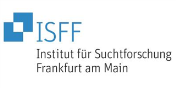 ISFF
Institut für Suchtforschung
Frankfurt am Main